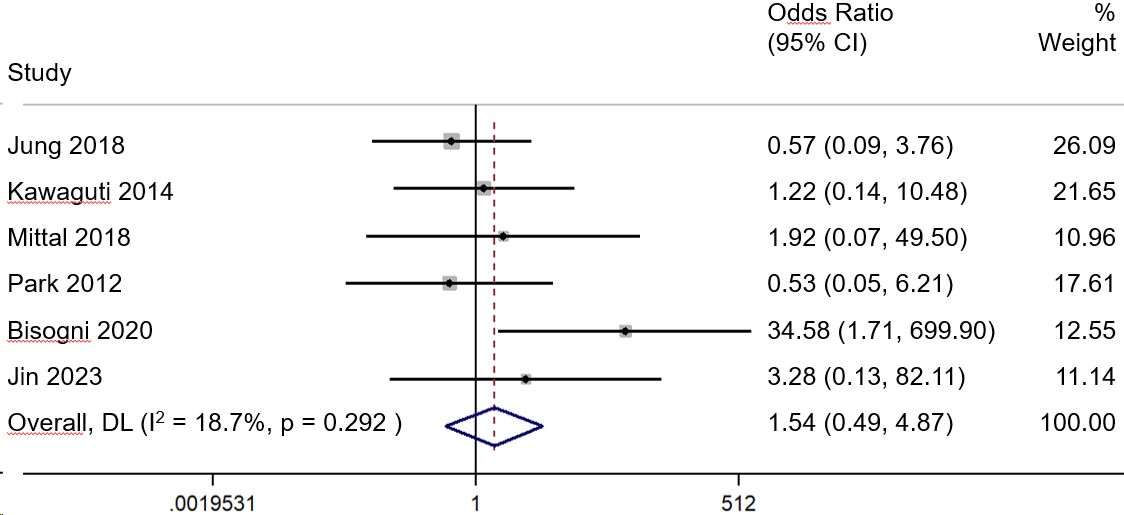 Odds Ratio %
(95% CI) Weight
Study
Jung 2018 0.57 (0.09, 3.76) 26.09
Kawaguti 2014 1.22 (0.14, 10.48) 21.65
Mittal 2018 1.92 (0.07, 49.50) 10.96
Park 2012 0.53 (0.05, 6.21) 17.61
Bisogni 2020 34.58 (1.71, 699.90) 12.55
Jin 2023 3.28 (0.13, 82.11) 11.14
Overall, DL (I² = 18.7%, p = 0.292 ) 1.54 (0.49, 4.87) 100.00
.0019531 1 512